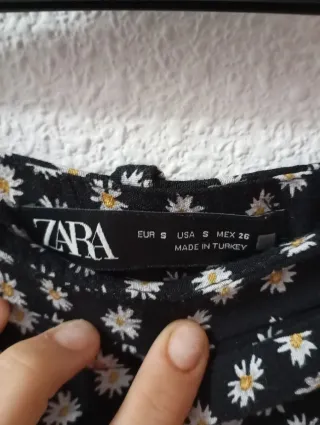 ZARA
EUR S USA S MEX 26
MADE IN TURKEY